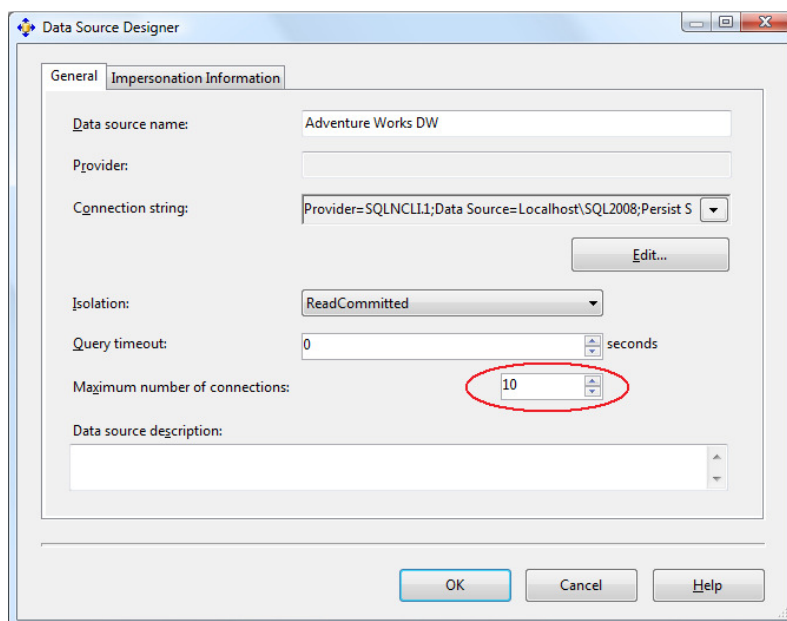 Data Source Designer
General Impersonation Information
Data source name: Adventure Works DW
Provider:
Connection string: Provider=SQLNCLI.1;Data Source=Localhost\SQL2008;Persist S
Edit...
Isolation: ReadCommitted
Query timeout: 0 seconds
Maximum number of connections: 10
Data source description:
OK Cancel Help